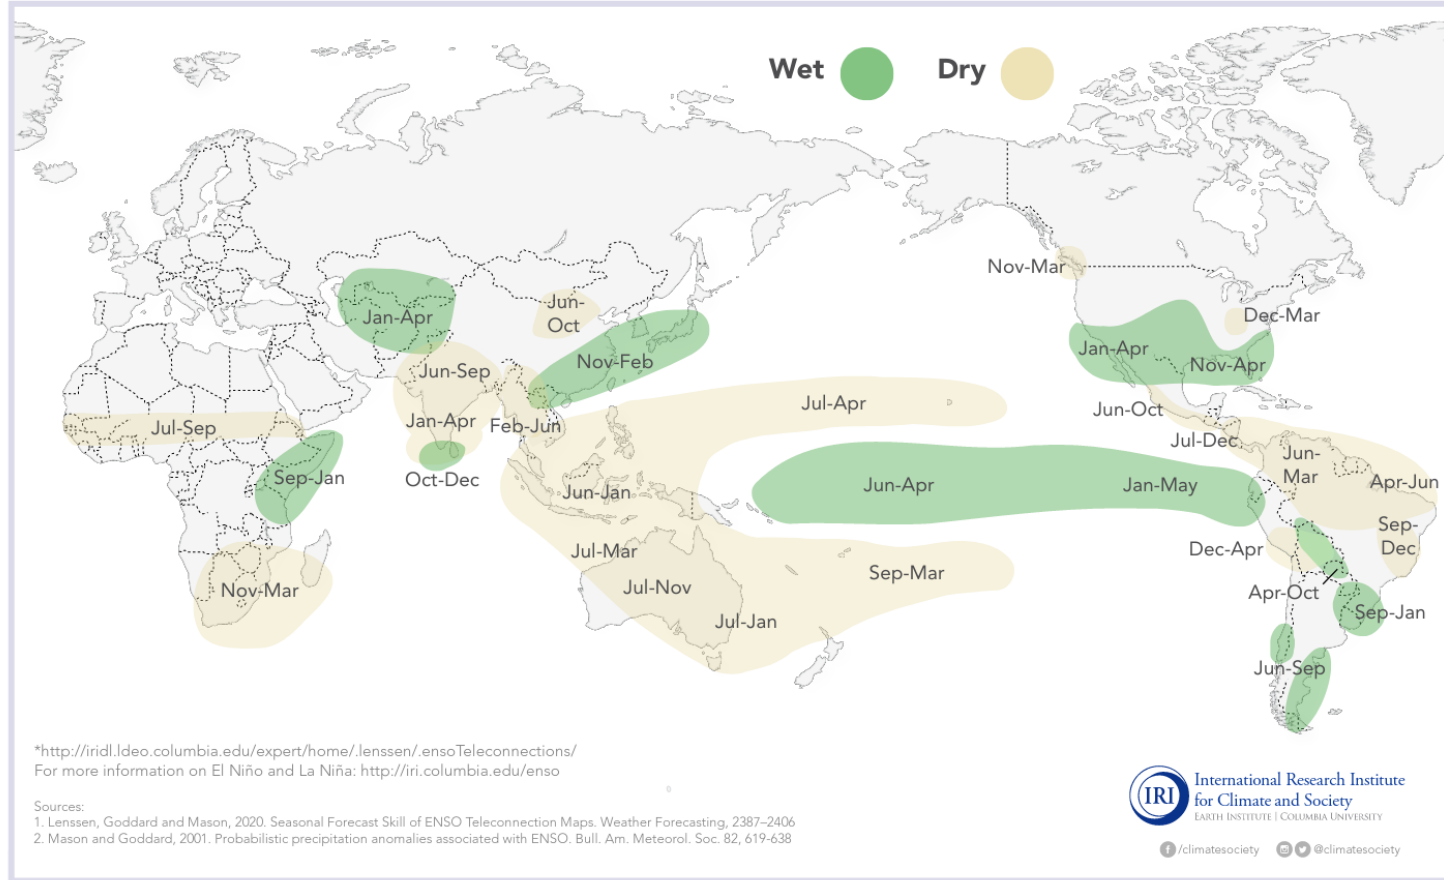 Wet
Dry
Nov-Mar
Jun-
Oct
Jan-Apr
Dec-Mar
Nov-Feb
Jan-Apr
Nov-Apr
Jun-Sep
Jul-Apr
Jun-Oct
Jan-Apr
Feb-Jun
Jul-Sep
Jul-Dec
Jun-
Mar
Sep-Jan
Oct-Dec
Jun-Jan
Jun-Apr
Jan-May
Apr-Jun
Sep-
Dec
Jul-Mar
Dec-Apr
Sep-Mar
Nov-Mar
Jul-Nov
Apr-Oct
Jul-Jan
Sep-Jan
Jun-Sep
*http://iridl.ldeo.columbia.edu/expert/home/.lenssen/.ensoTeleconnections/
For more information on El Niño and La Niña: http://iri.columbia.edu/enso
Sources:
1. Lenssen, Goddard and Mason, 2020. Seasonal Forecast Skill of ENSO Teleconnection Maps. Weather Forecasting, 2387–2406
2. Mason and Goddard, 2001. Probabilistic precipitation anomalies associated with ENSO. Bull. Am. Meteorol. Soc. 82, 619-638
IRI
International Research Institute
for Climate and Society
EARTH INSTITUTE | COLUMBIA UNIVERSITY
/climatesociety
@climatesociety